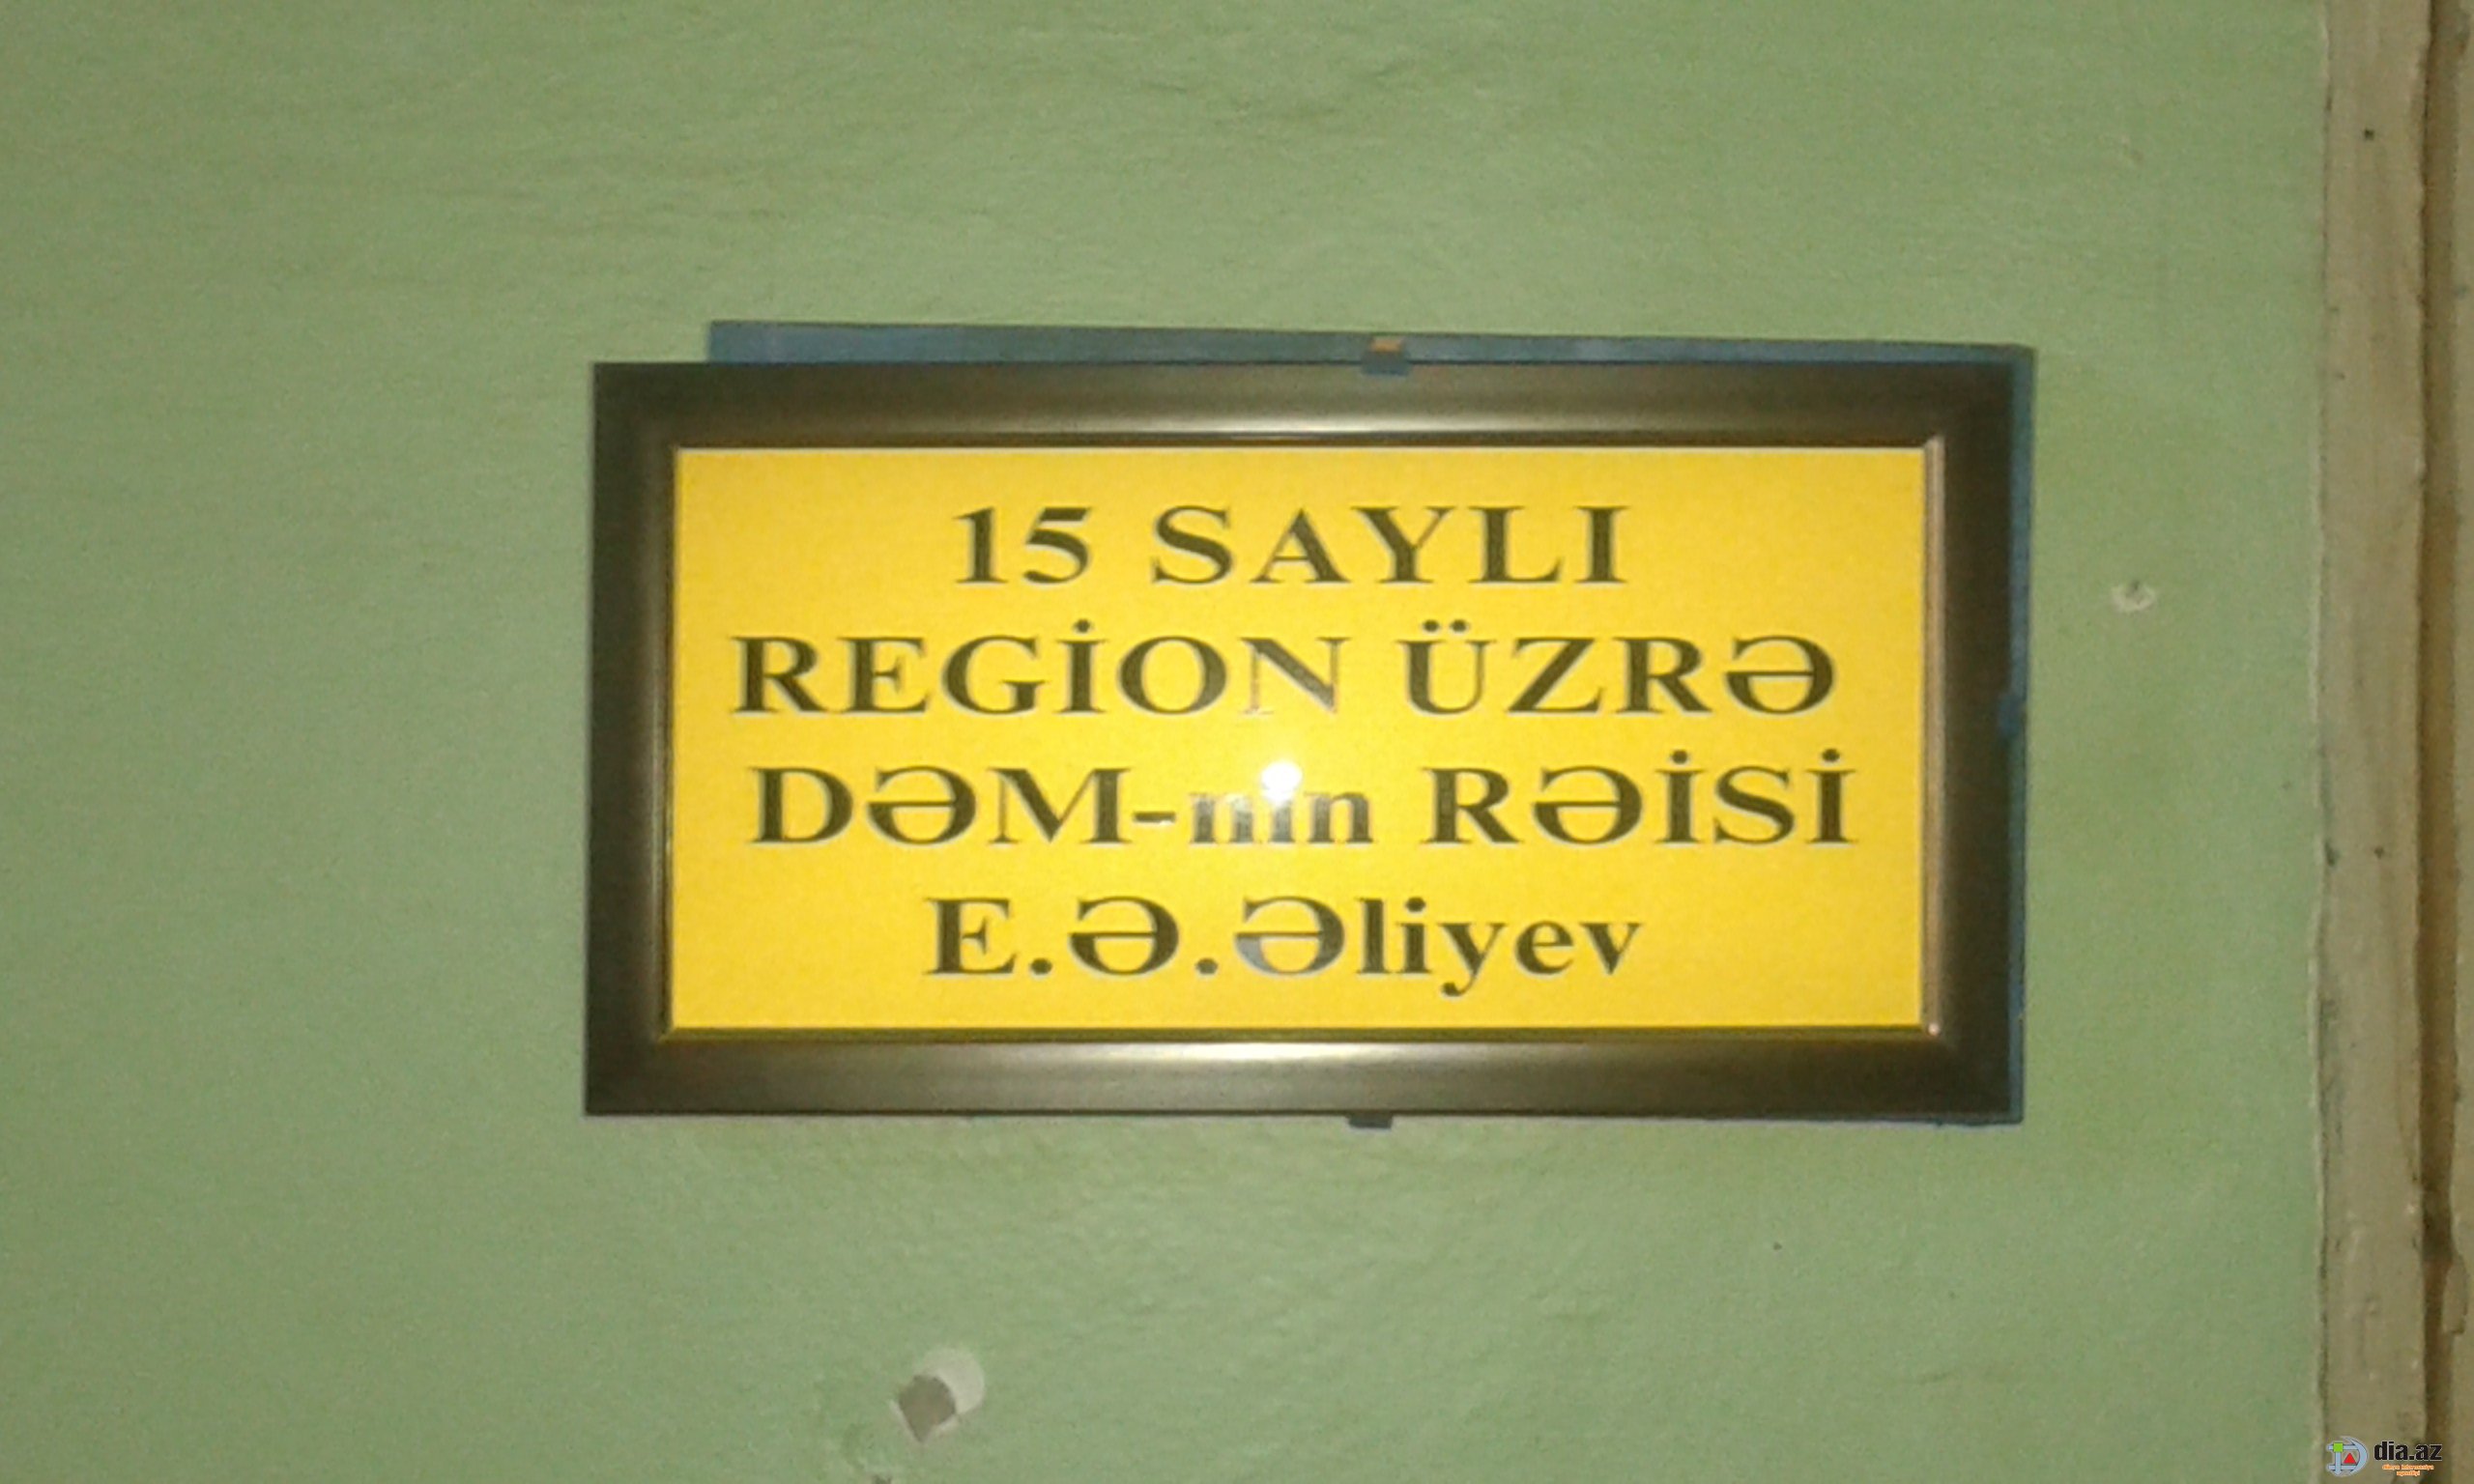 15 SAYLI
REGİON ÜZRƏ
DƏM-nin RƏİSİ
E.Ə.Əliyev
dia.az